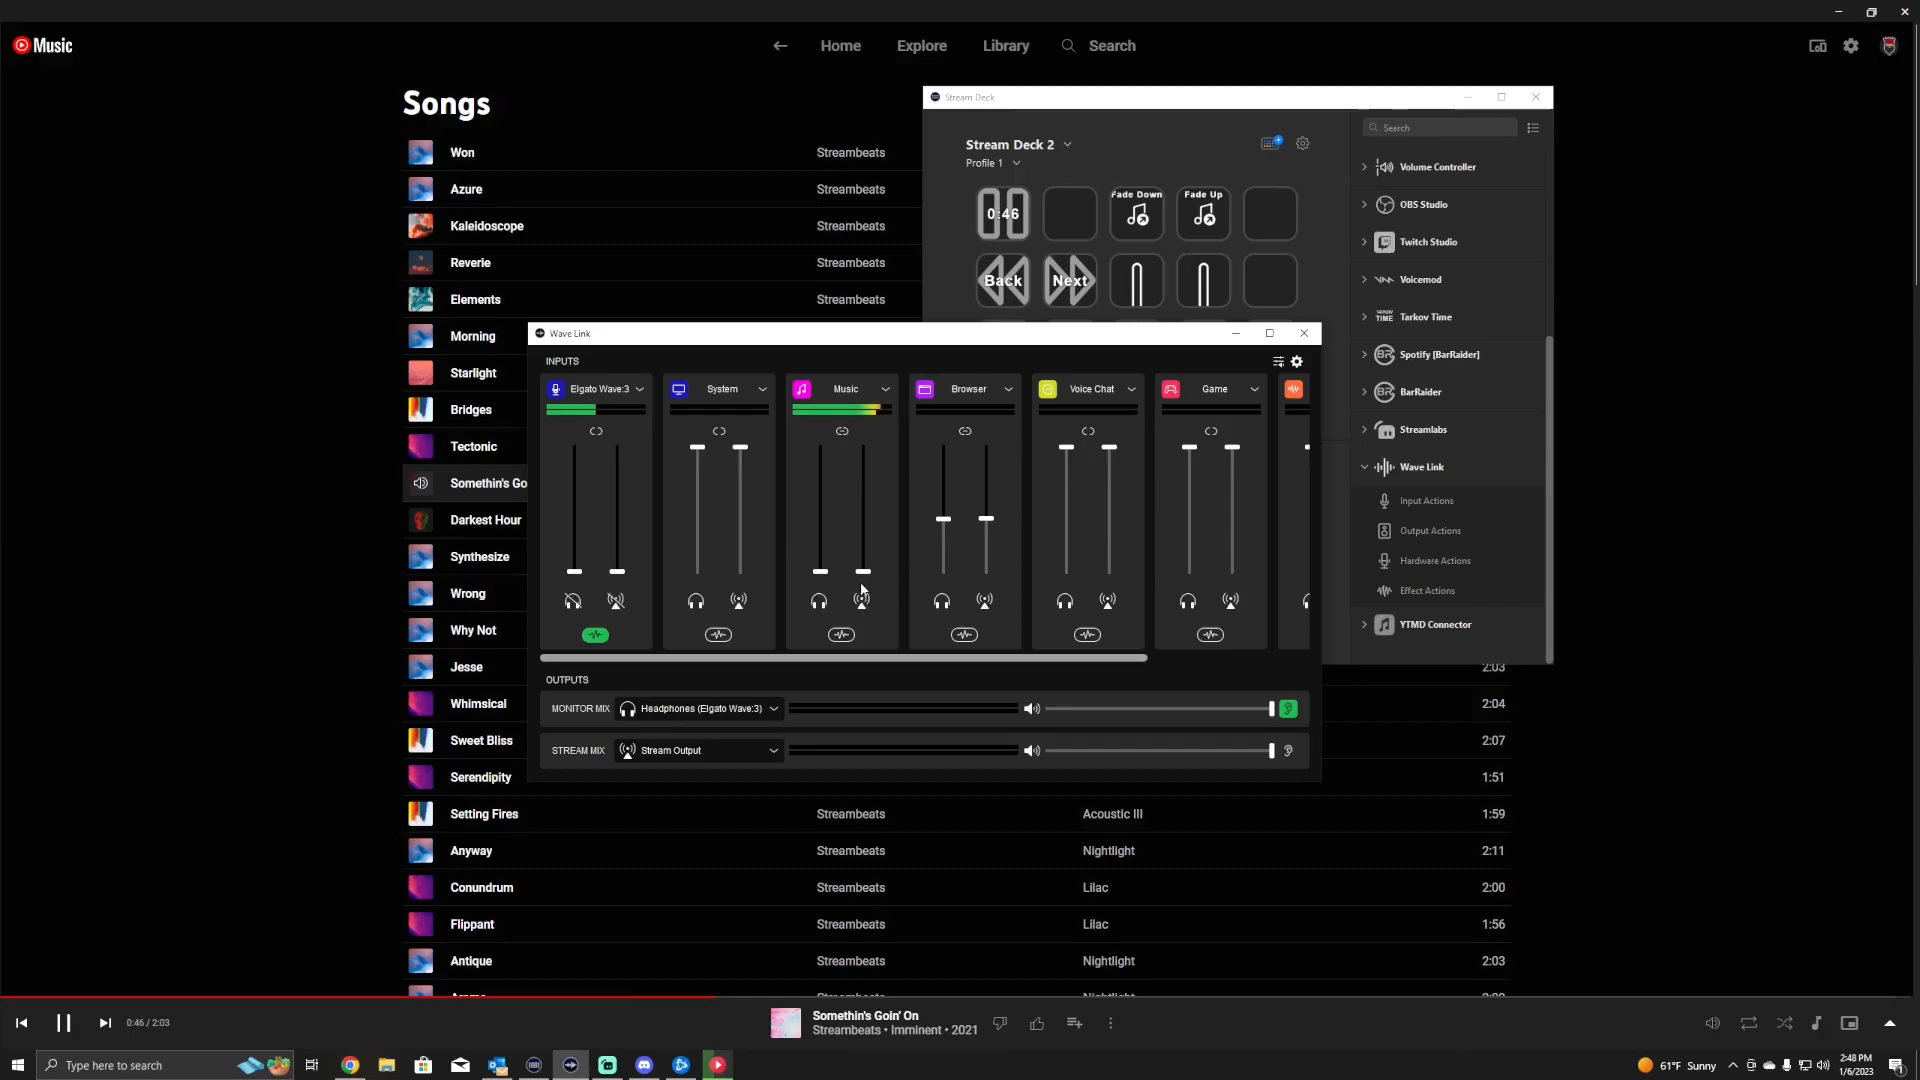 Music
Home
Explore
Library
Search
Songs
Won
Streambeats
Azure
Streambeats
Kaleidoscope
Streambeats
Reverie
Streambeats
Elements
Streambeats
Morning
Starlight
Bridges
Tectonic
Somethin's Go
Darkest Hour
Synthesize
Wrong
Why Not
Jesse
2:03
Whimsical
2:04
Sweet Bliss
2:07
Serendipity
1:51
Setting Fires
Streambeats
Acoustic III
1:59
Anyway
Streambeats
Nightlight
2:11
Conundrum
Streambeats
Lilac
2:00
Flippant
Streambeats
Lilac
1:56
Antique
Streambeats
Nightlight
2:03
Stream Deck
Stream Deck 2
Profile 1
0:46
Fade Down
Fade Up
Back
Next
Search
Volume Controller
OBS Studio
Twitch Studio
Voicemod
TIME
Tarkov Time
BR
Spotify [BarRaider]
BR
BarRaider
Streamlabs
Wave Link
Input Actions
Output Actions
Hardware Actions
Effect Actions
YTMD Connector
Wave Link
INPUTS
Elgato Wave:3
System
Music
Browser
Voice Chat
Game
OUTPUTS
MONITOR MIX
Headphones (Elgato Wave:3)
STREAM MIX
Stream Output
0:46 / 2:03
Somethin's Goin' On
Streambeats • Imminent • 2021
Type here to search
61°F Sunny
2:48 PM
1/6/2023
1